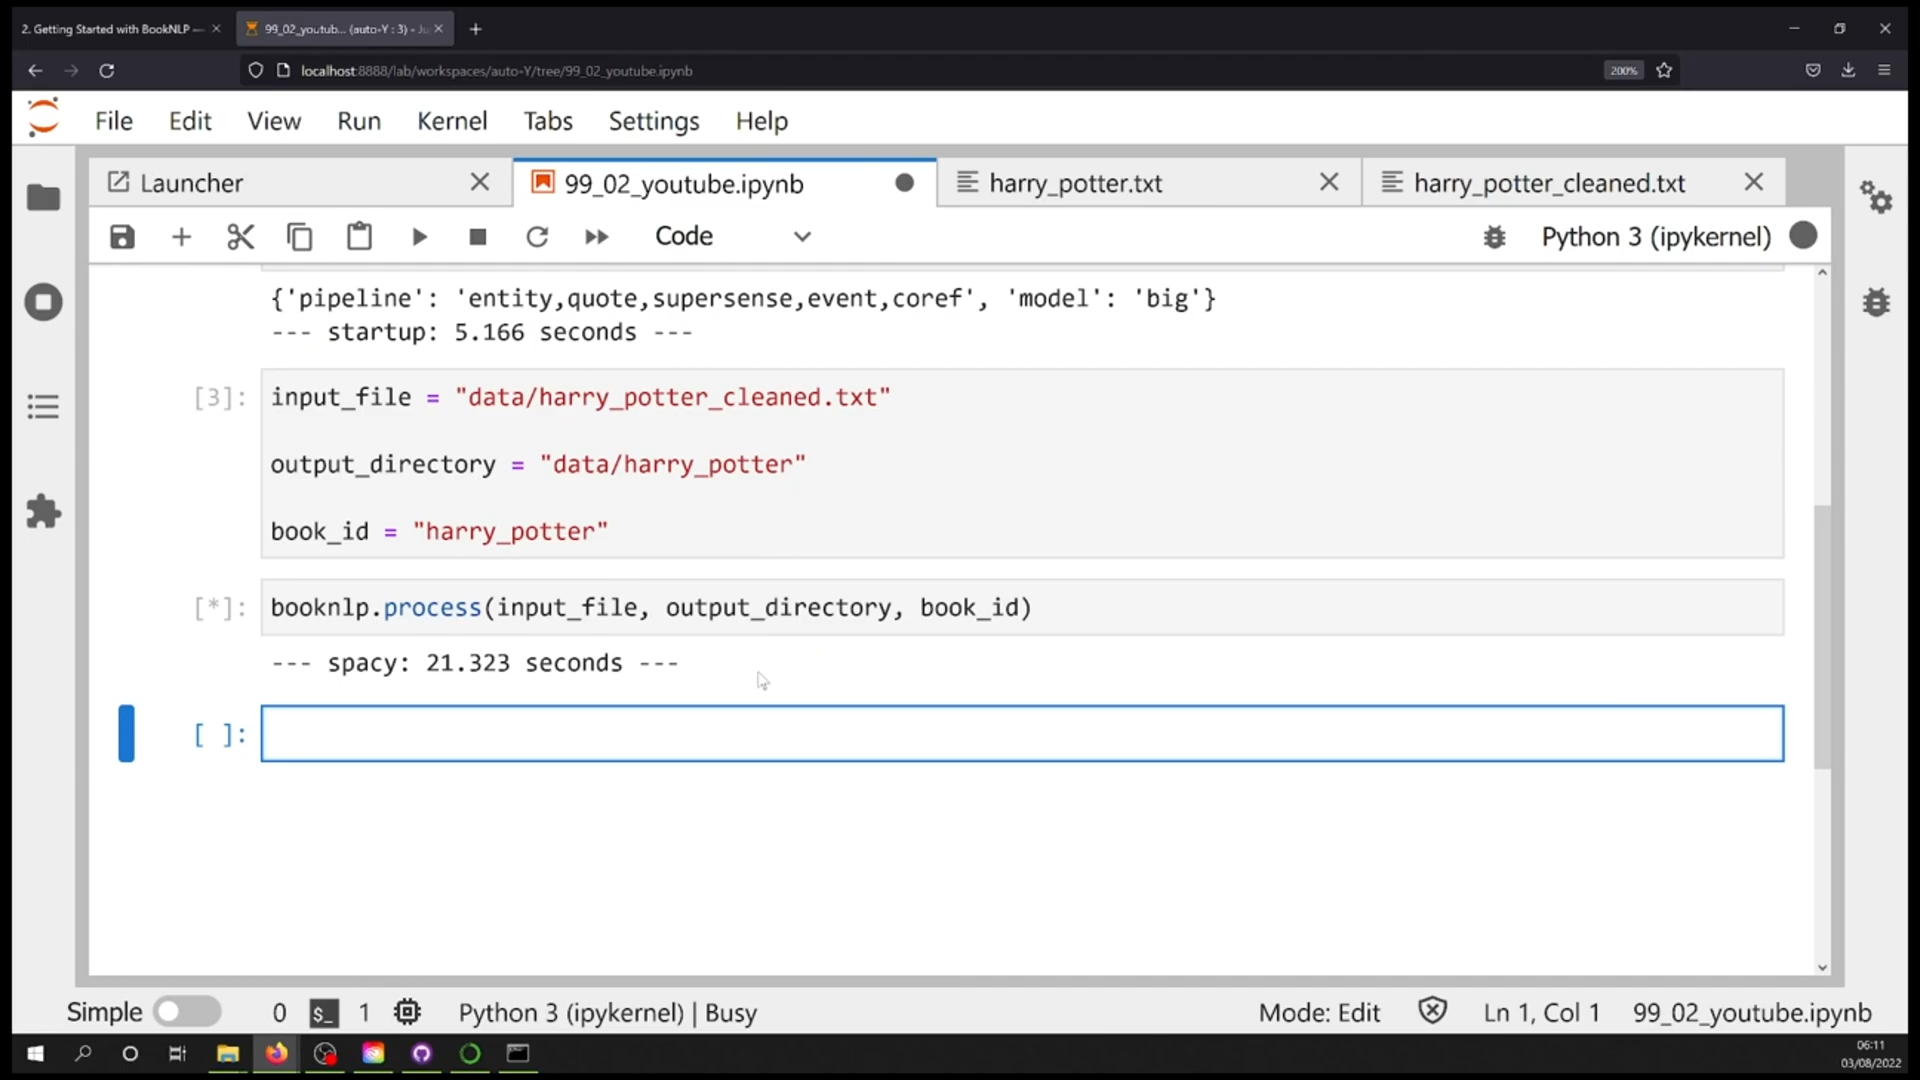 2. Getting Started with BookNLP —
99_02_youtub... (auto-Y : 3) - Ju
localhost:8888/lab/workspaces/auto-Y/tree/99_02_youtube.ipynb
200%
File Edit View Run Kernel Tabs Settings Help
Launcher
99_02_youtube.ipynb
harry_potter.txt
harry_potter_cleaned.txt
Code
Python 3 (ipykernel)
{'pipeline': 'entity,quote,supersense,event,coref', 'model': 'big'}
--- startup: 5.166 seconds ---
[3]: input_file = "data/harry_potter_cleaned.txt"
output_directory = "data/harry_potter"
book_id = "harry_potter"
[*]: booknlp.process(input_file, output_directory, book_id)
--- spacy: 21.323 seconds ---
[ ]:
Simple 0 $_ 1 Python 3 (ipykernel) | Busy Mode: Edit Ln 1, Col 1 99_02_youtube.ipynb
06:11
03/08/2022